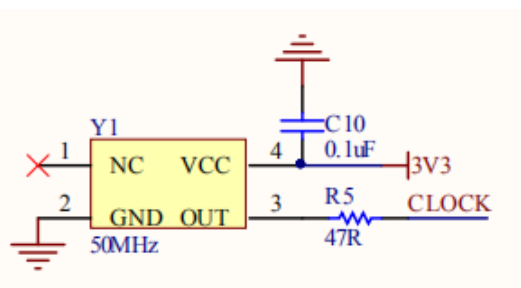 Y1
C10
0.1uF
1 NC VCC 4
3V3
2 GND OUT 3
R5
CLOCK
50MHz
47R